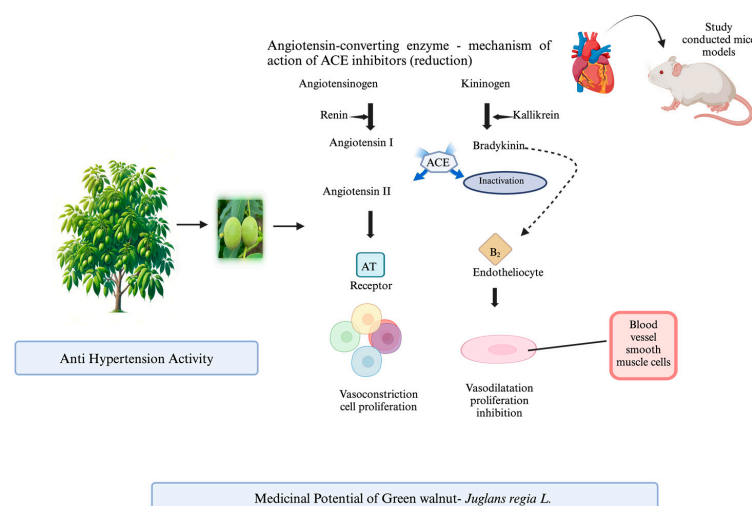 Angiotensin-converting enzyme - mechanism of
action of ACE inhibitors (reduction)
Study
conducted mice
models
Angiotensinogen
Kininogen
Renin
Kallikrein
Angiotensin I
Bradykinin
ACE
Inactivation
Angiotensin II
B2
AT
Endotheliocyte
Receptor
Blood
vessel
smooth
muscle cells
Anti Hypertension Activity
Vasoconstriction
cell proliferation
Vasodilatation
proliferation
inhibition
Medicinal Potential of Green walnut- Juglans regia L.